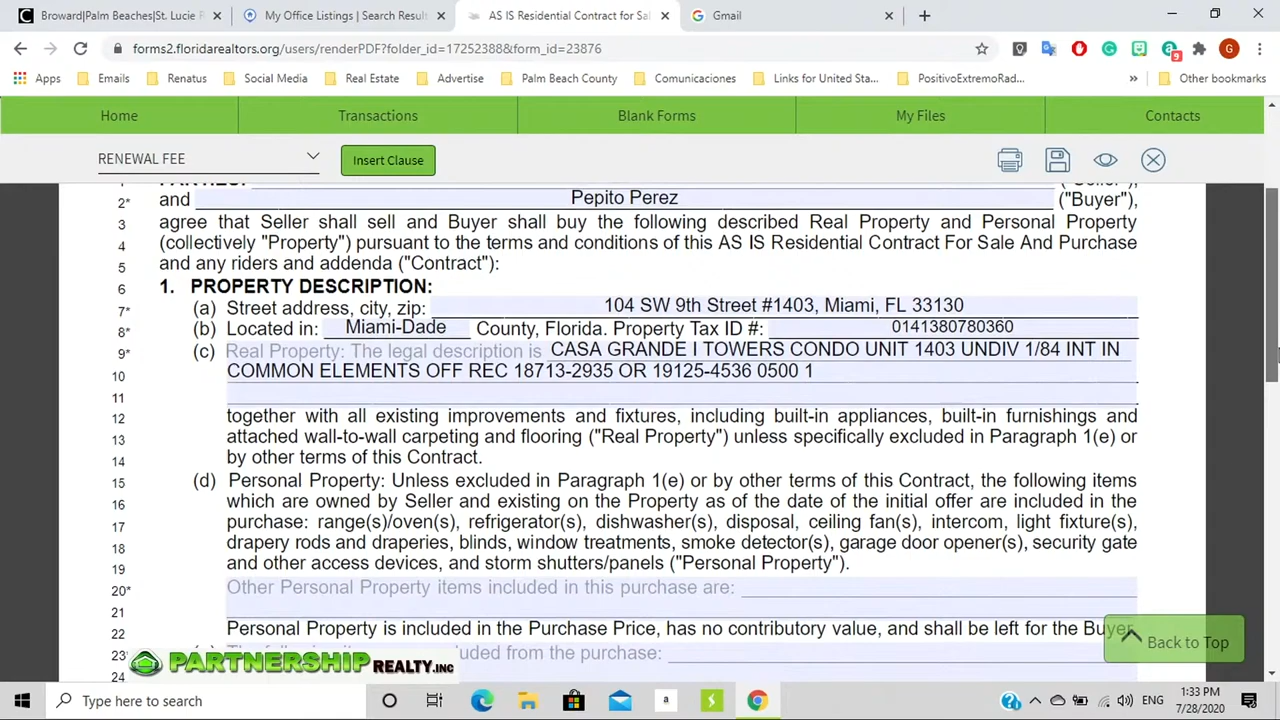 Broward|Palm Beaches|St. Lucie R
My Office Listings | Search Result
AS IS Residential Contract for Sal
Gmail
forms2.floridarealtors.org/users/renderPDF?folder_id=17252388&form_id=23876
9
G
Apps
Emails
Renatus
Social Media
Real Estate
Advertise
Palm Beach County
Comunicaciones
Links for United Sta...
PositivoExtremoRad...
Other bookmarks
Home
Transactions
Blank Forms
My Files
Contacts
RENEWAL FEE
Insert Clause
2* and Pepito Perez ("Buyer"),
3 agree that Seller shall sell and Buyer shall buy the following described Real Property and Personal Property
4 (collectively "Property") pursuant to the terms and conditions of this AS IS Residential Contract For Sale And Purchase
5 and any riders and addenda ("Contract"):
6 1. PROPERTY DESCRIPTION:
7* (a) Street address, city, zip: 104 SW 9th Street #1403, Miami, FL 33130
8* (b) Located in: Miami-Dade County, Florida. Property Tax ID #: 0141380780360
9* (c) Real Property: The legal description is CASA GRANDE I TOWERS CONDO UNIT 1403 UNDIV 1/84 INT IN
10 COMMON ELEMENTS OFF REC 18713-2935 OR 19125-4536 0500 1
11
12 together with all existing improvements and fixtures, including built-in appliances, built-in furnishings and
13 attached wall-to-wall carpeting and flooring ("Real Property") unless specifically excluded in Paragraph 1(e) or
14 by other terms of this Contract.
15 (d) Personal Property: Unless excluded in Paragraph 1(e) or by other terms of this Contract, the following items
16 which are owned by Seller and existing on the Property as of the date of the initial offer are included in the
17 purchase: range(s)/oven(s), refrigerator(s), dishwasher(s), disposal, ceiling fan(s), intercom, light fixture(s),
18 drapery rods and draperies, blinds, window treatments, smoke detector(s), garage door opener(s), security gate
19 and other access devices, and storm shutters/panels ("Personal Property").
20* Other Personal Property items included in this purchase are:
21
22 Personal Property is included in the Purchase Price, has no contributory value, and shall be left for the Buyer.
Back to Top
23* excluded from the purchase:
24
PARTNERSHIP REALTY.INC
Type here to search
a
ENG
1:33 PM
7/28/2020